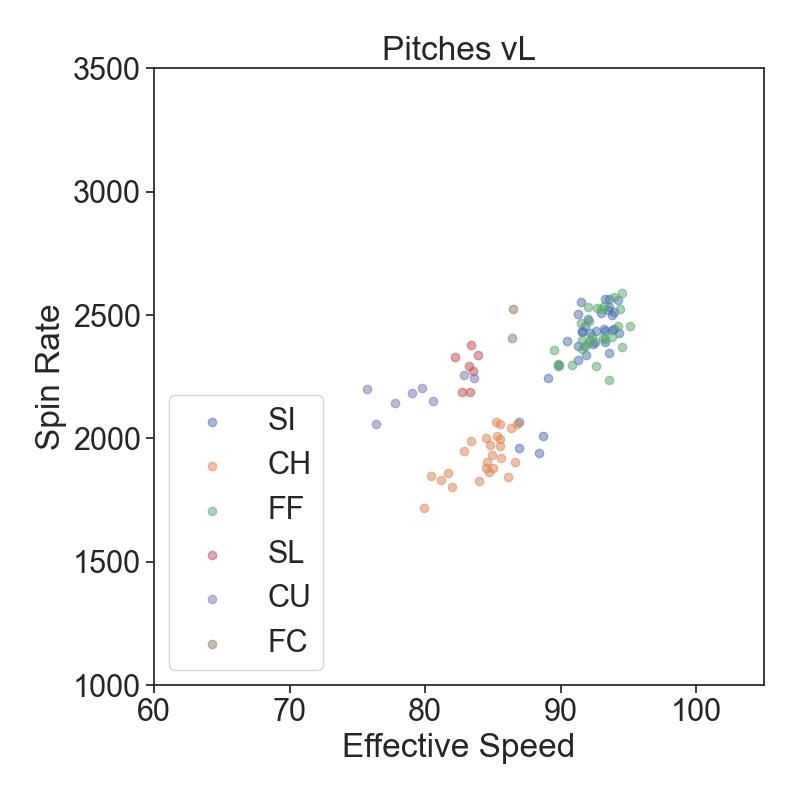 Pitches vL
3500
3000
2500
2000
1500
1000
Spin Rate
SI
CH
FF
SL
CU
FC
60 70 80 90 100
Effective Speed